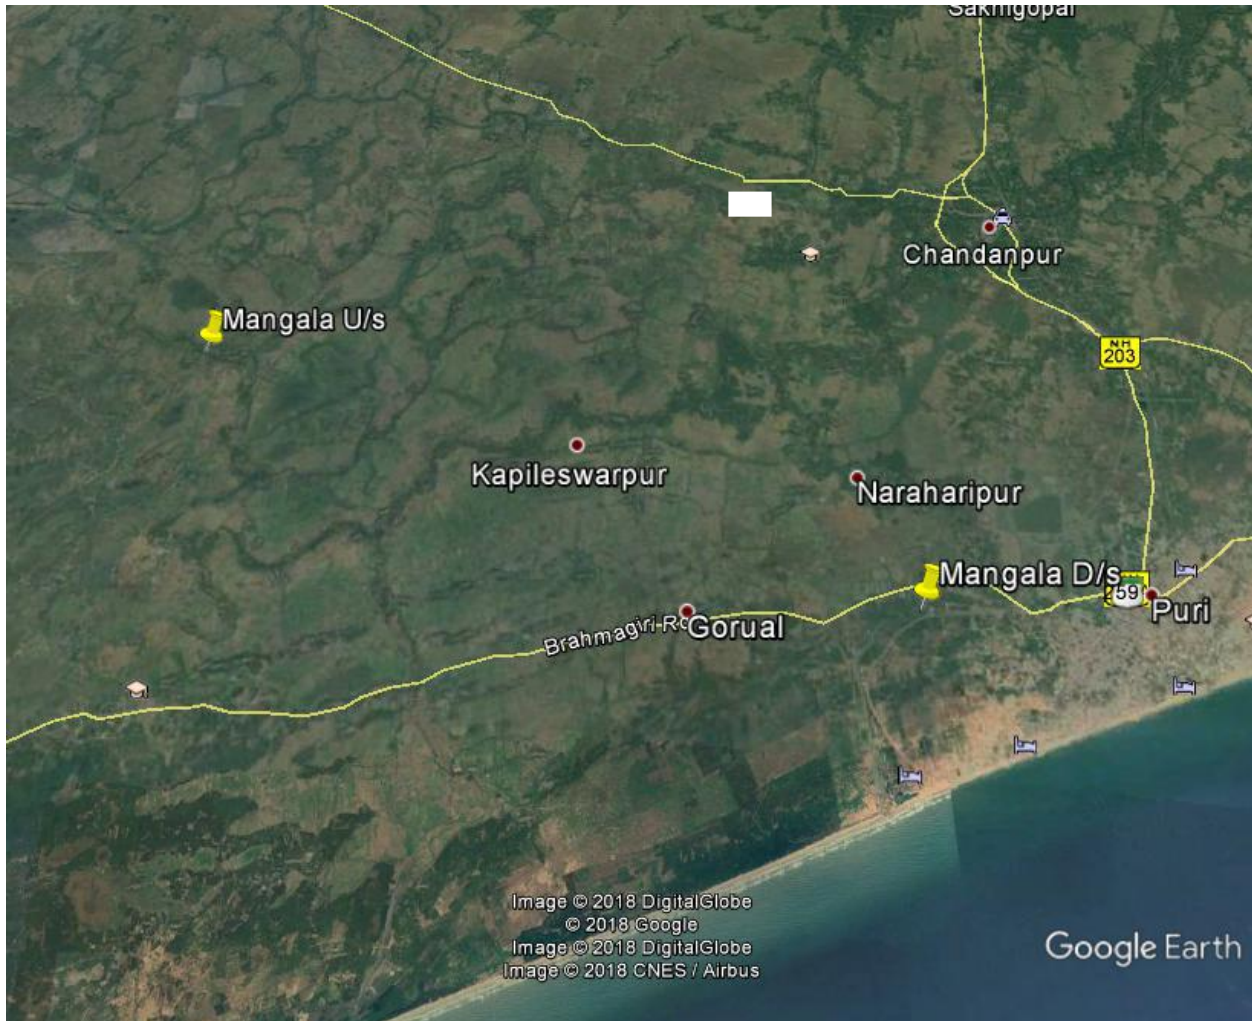 Sakhigopal
Chandanpur
Mangala U/s
NH
203
Kapileswarpur
Naraharipur
Mangala D/s
59
Puri
Gorual
Brahmagiri
Image © 2018 DigitalGlobe
© 2018 Google
Image © 2018 DigitalGlobe
Image © 2018 CNES / Airbus
Google Earth